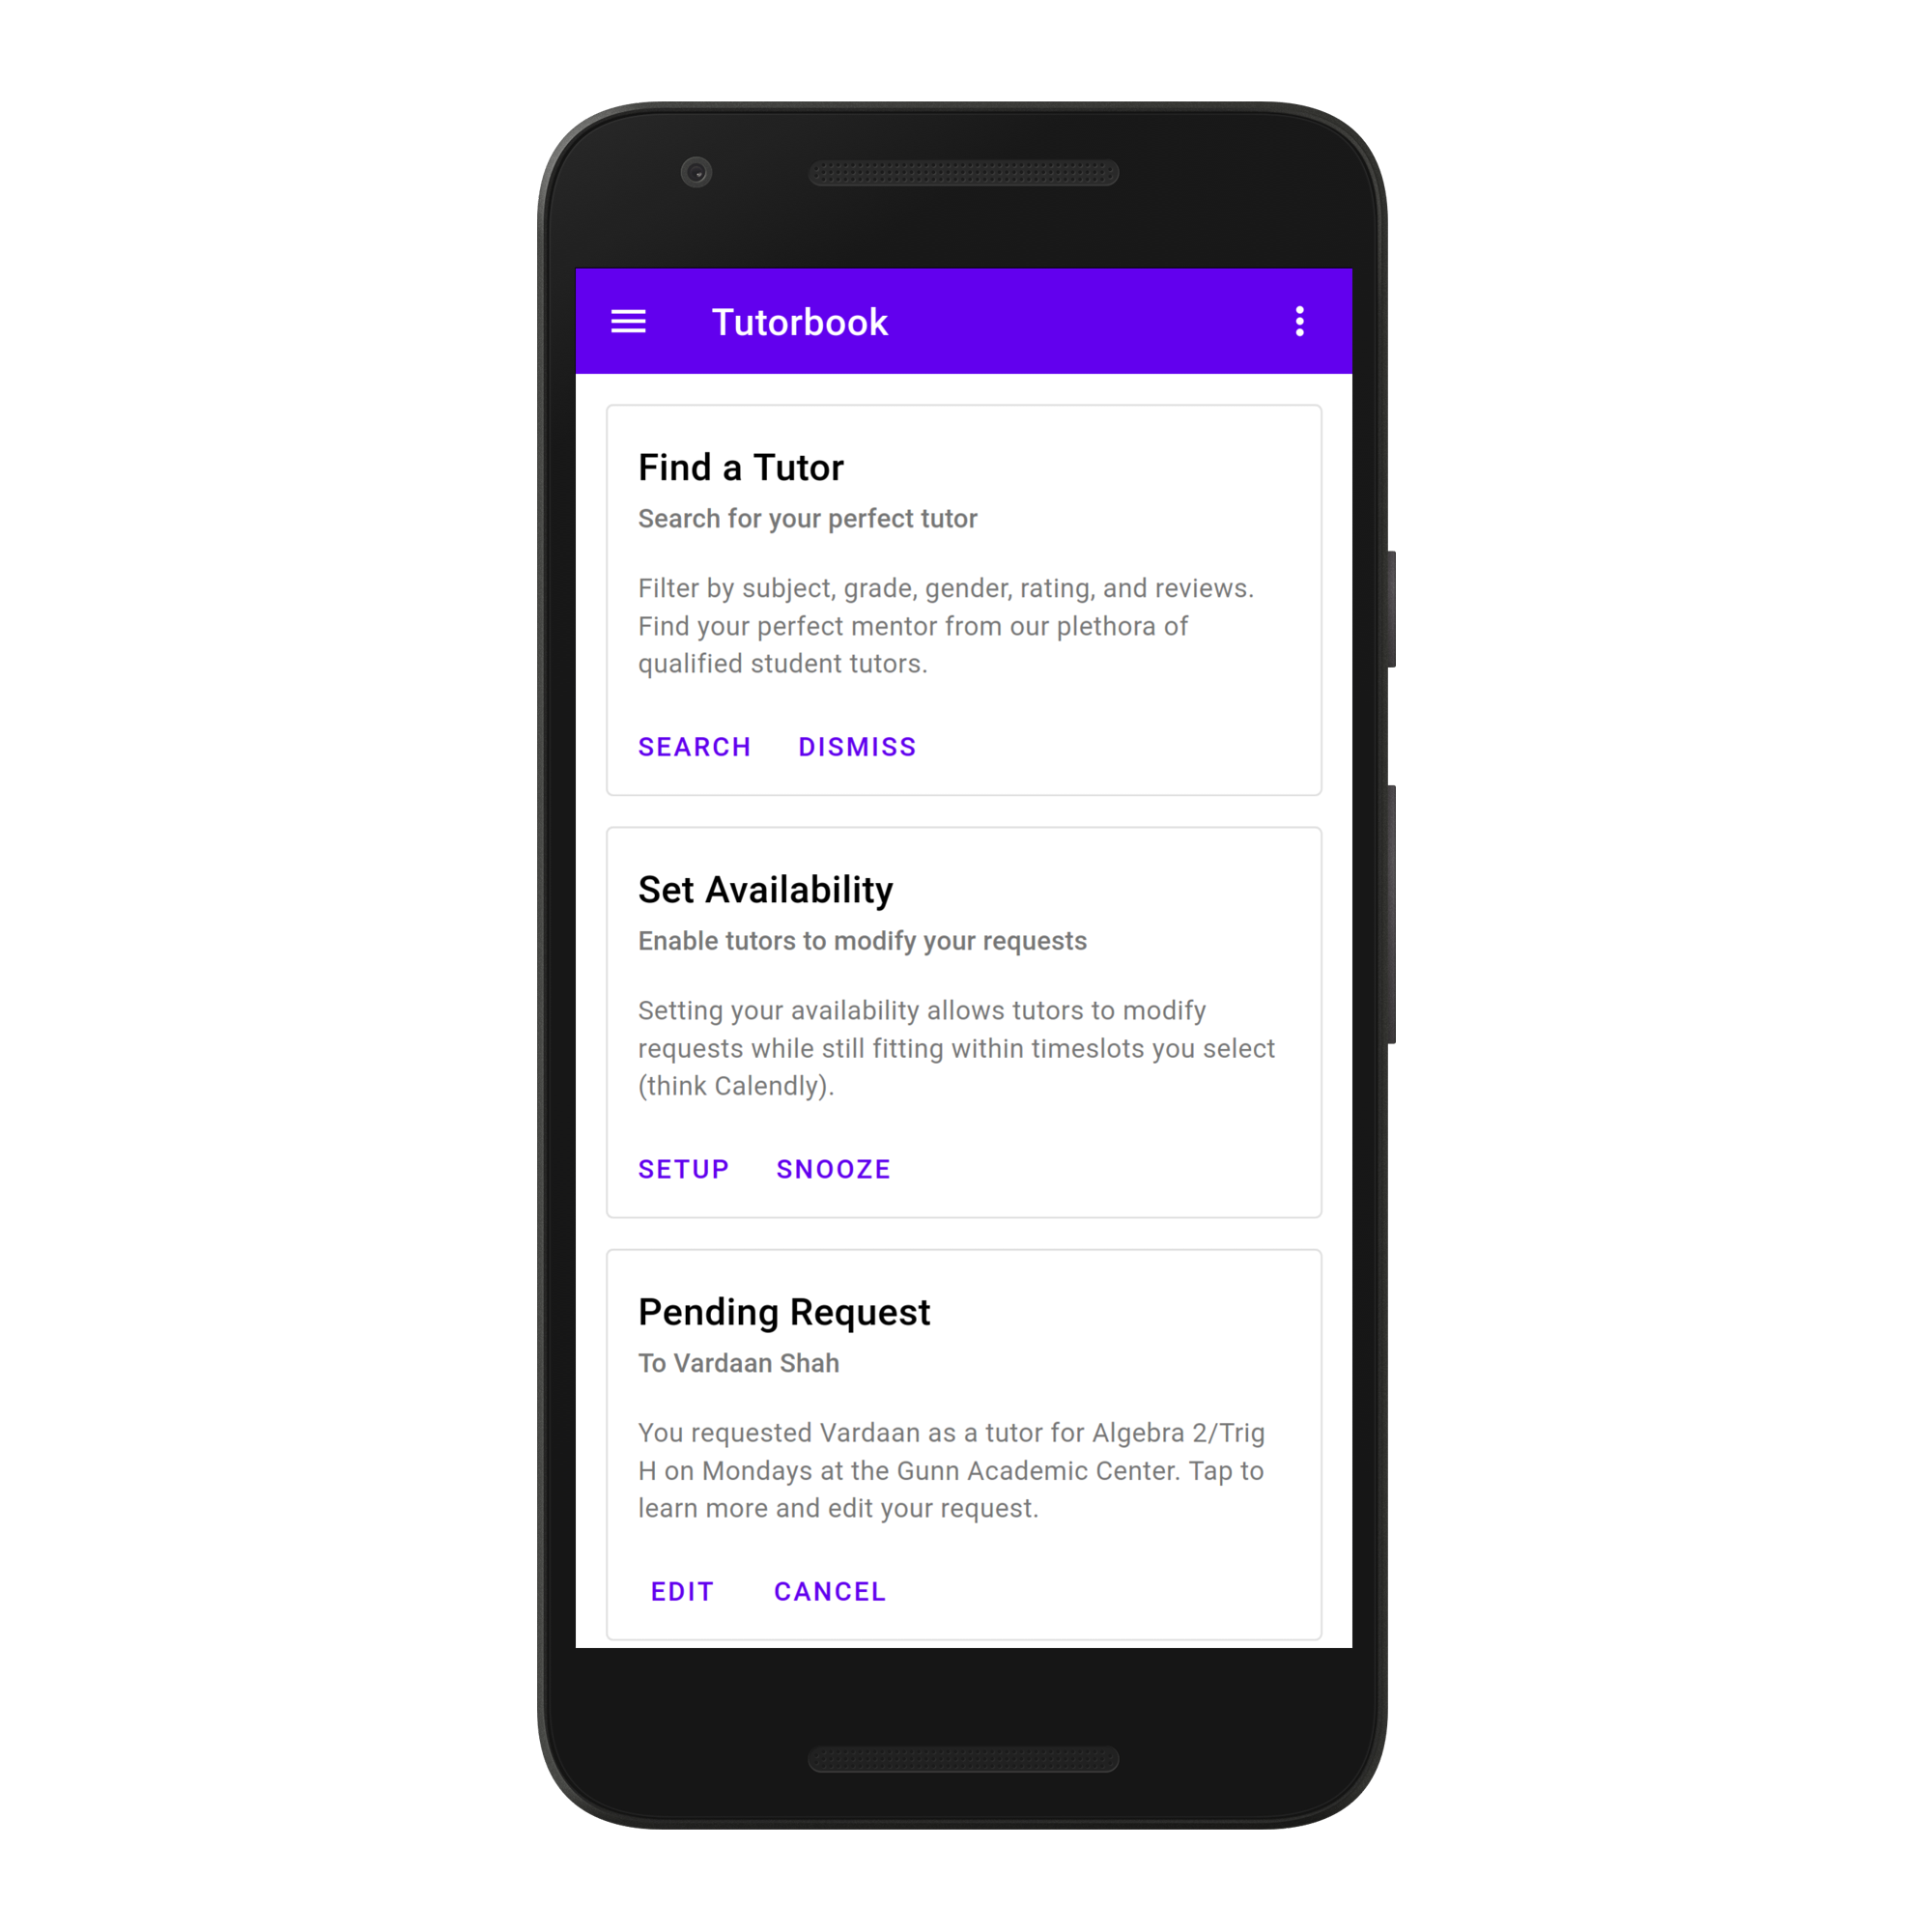 Tutorbook
Find a Tutor
Search for your perfect tutor
Filter by subject, grade, gender, rating, and reviews.
Find your perfect mentor from our plethora of
qualified student tutors.
SEARCH DISMISS
Set Availability
Enable tutors to modify your requests
Setting your availability allows tutors to modify
requests while still fitting within timeslots you select
(think Calendly).
SETUP SNOOZE
Pending Request
To Vardaan Shah
You requested Vardaan as a tutor for Algebra 2/Trig
H on Mondays at the Gunn Academic Center. Tap to
learn more and edit your request.
EDIT CANCEL